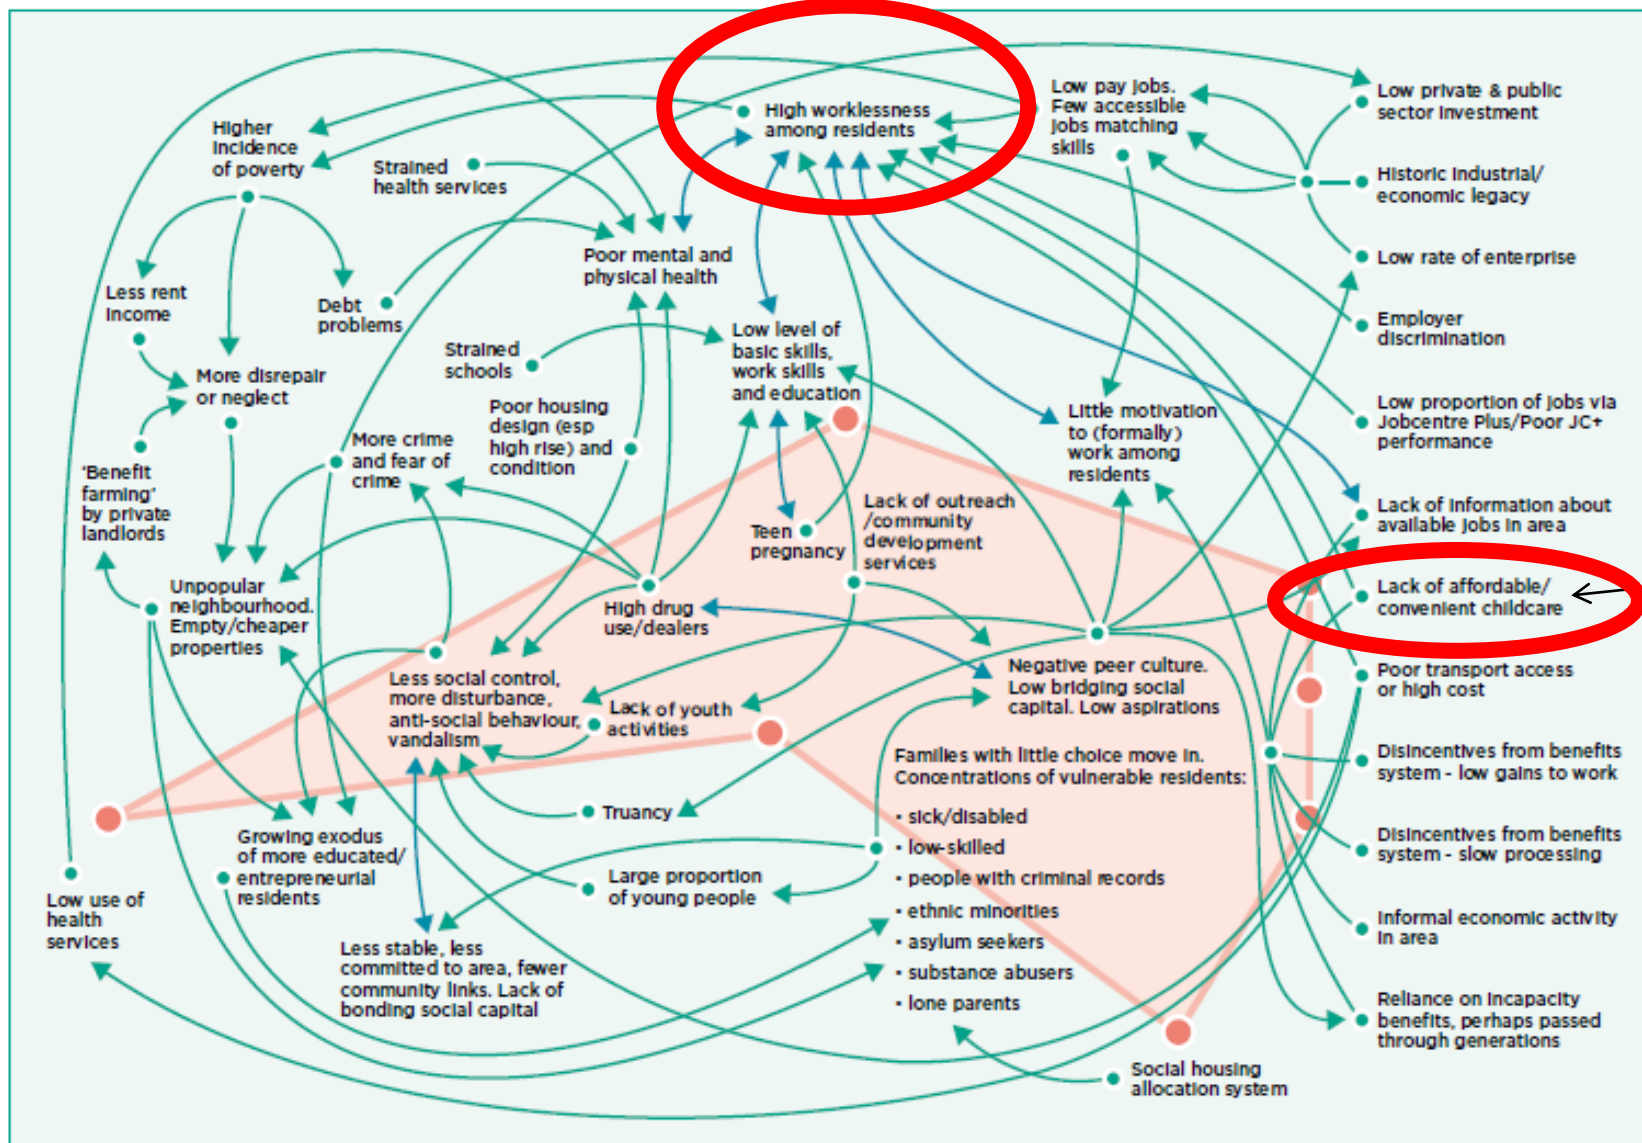 High worklessness
among residents
Low pay jobs.
Few accessible
jobs matching
skills
Low private & public
sector investment
Higher
incidence
of poverty
Strained
health services
Historic industrial/
economic legacy
Poor mental and
physical health
Low rate of enterprise
Less rent
income
Debt
problems
Employer
discrimination
Strained
schools
Low level of
basic skills,
work skills
and education
More disrepair
or neglect
Poor housing
design (esp
high rise) and
condition
Little motivation
to (formally)
work among
residents
Low proportion of jobs via
Jobcentre Plus/Poor JC+
performance
More crime
and fear of
crime
'Benefit
farming'
by private
landlords
Lack of outreach
/community
development
services
Lack of information about
available jobs in area
Teen
pregnancy
Unpopular
neighbourhood.
Empty/cheaper
properties
High drug
use/dealers
Lack of affordable/
convenient childcare
Less social control,
more disturbance,
anti-social behaviour,
vandalism
Lack of youth
activities
Negative peer culture.
Low bridging social
capital. Low aspirations
Poor transport access
or high cost
Families with little choice move in.
Concentrations of vulnerable residents:
• sick/disabled
• low-skilled
• people with criminal records
• ethnic minorities
• asylum seekers
• substance abusers
• lone parents
Disincentives from benefits
system - low gains to work
Truancy
Growing exodus
of more educated/
entrepreneurial
residents
Disincentives from benefits
system - slow processing
Large proportion
of young people
Low use of
health
services
Informal economic activity
in area
Less stable, less
committed to area, fewer
community links. Lack of
bonding social capital
Reliance on incapacity
benefits, perhaps passed
through generations
Social housing
allocation system